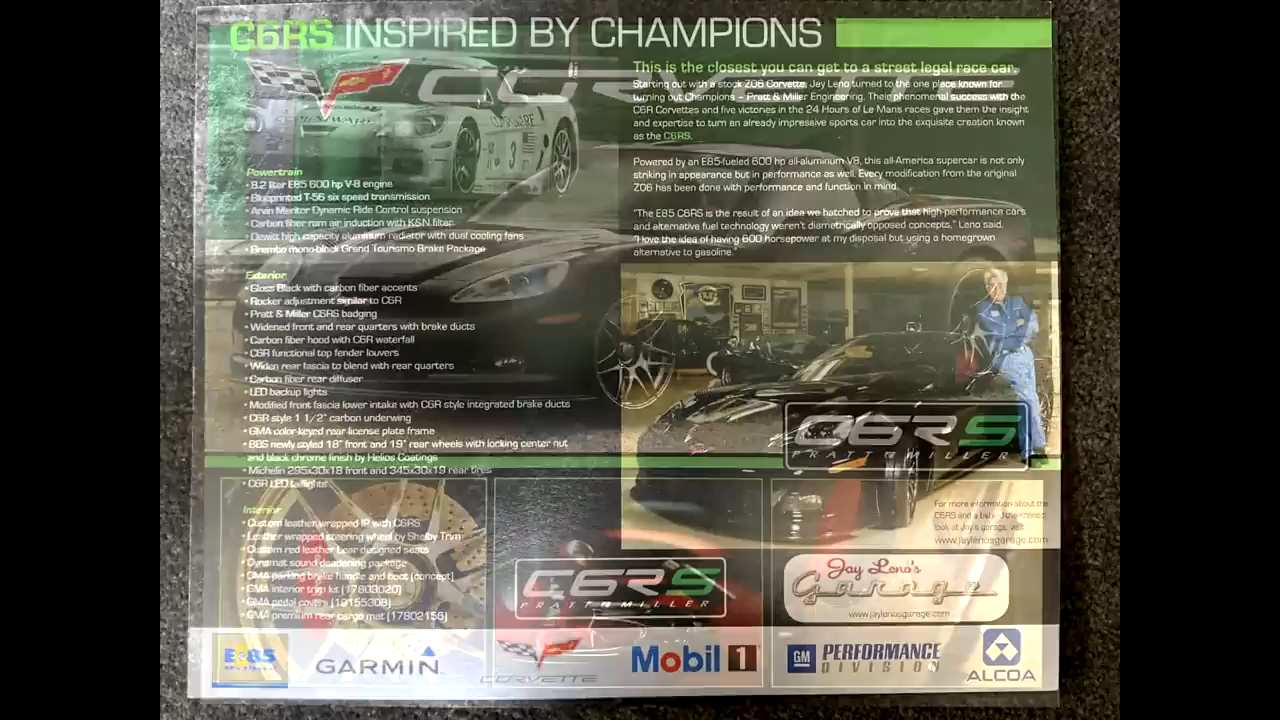 C6RS INSPIRED BY CHAMPIONS
This is the closest you can get to a street legal race car.
Starting out with a stock Z06 Corvette, Jay Leno turned to the one place known for
turning out Champions – Pratt & Miller Engineering. Their phenomenal success with the
C6R Corvettes and five victories in the 24 Hours of Le Mans races gave them the insight
and expertise to turn an already impressive sports car into the exquisite creation known
as the C6RS.
Powered by an E85-fueled 600 hp all-aluminum V8, this all-America supercar is not only
striking in appearance but in performance as well. Every modification from the original
Z06 has been done with performance and function in mind.
"The E85 C6RS is the result of an idea we hatched to prove that high-performance cars
and alternative fuel technology weren't diametrically opposed concepts," Leno said.
"I love the idea of having 600 horsepower at my disposal but using a homegrown
alternative to gasoline."
Powertrain
• 8.2 liter E85 600 hp V-8 engine
• Blueprinted T-56 six speed transmission
• Arvin Meritor Dynamic Ride Control suspension
• Carbon fiber ram air induction with K&N filter
• Dewitt high capacity aluminum radiator with dual cooling fans
• Brembo mono-block Grand Tourismo Brake Package
Exterior
• Gloss Black with carbon fiber accents
• Rocker adjustment similar to C6R
• Pratt & Miller C6RS badging
• Widened front and rear quarters with brake ducts
• Carbon fiber hood with C6R waterfall
• C6R functional top fender louvers
• Widen rear fascia to blend with rear quarters
• Carbon fiber rear diffuser
• LED backup lights
• Modified front fascia lower intake with C6R style integrated brake ducts
• C6R style 1 1/2" carbon underwing
• GMA color-keyed rear license plate frame
• BBS newly styled 18" front and 19" rear wheels with locking center nut
and black chrome finish by Helios Coatings
• Michelin 295x30x18 front and 345x30x19 rear tires
• C6R LED taillights
Interior
• Custom leather wrapped IP with C6RS
• Leather wrapped steering wheel by Shelby Trim
• Custom red leather Lear designed seats
• Dynamat sound deadening package
• GMA parking brake handle and boot (concept)
• GMA interior trim kit (17803020)
• GMA pedal covers (19155308)
• GMA premium rear cargo mat (17802156)
C6RS
PRATT & MILLER
For more information about the
C6RS and a behind-the-scenes
look at Jay's garage, visit
www.jaylenosgarage.com
C6RS
PRATT & MILLER
Jay Leno's
Garage
www.jaylenosgarage.com
E85
GARMIN
CORVETTE
Mobil 1
GM PERFORMANCE
DIVISION
ALCOA